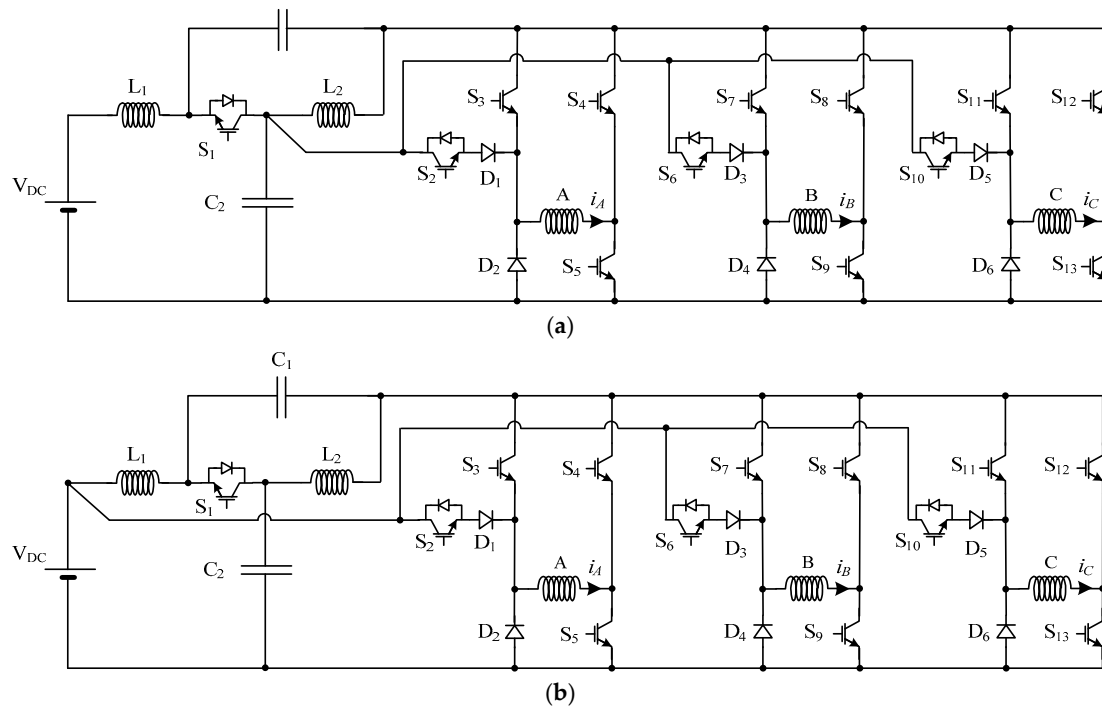 L1
L2
S1
VDC
C2
S3
S4
S2
D1
A
iA
D2
S5
S7
S8
S6
D3
B
iB
D4
S9
S11
S12
S10
D5
C
iC
D6
S13
(a)
C1
L1
L2
S1
VDC
C2
S3
S4
S2
D1
A
iA
D2
S5
S7
S8
S6
D3
B
iB
D4
S9
S11
S12
S10
D5
C
iC
D6
S13
(b)